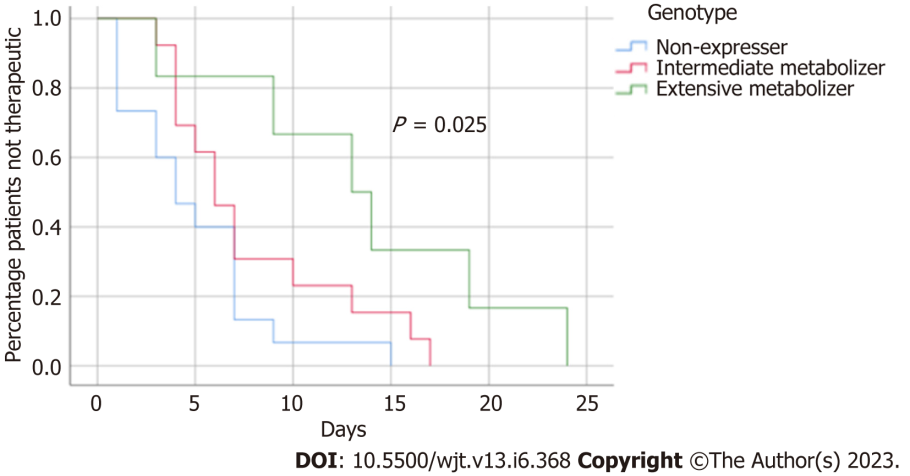 Genotype
Non-expresser
Intermediate metabolizer
Extensive metabolizer
Percentage patients not therapeutic
1.0
0.8
0.6
0.4
0.2
0.0
P = 0.025
0 5 10 15 20 25
Days
DOI: 10.5500/wjt.v13.i6.368 Copyright ©The Author(s) 2023.